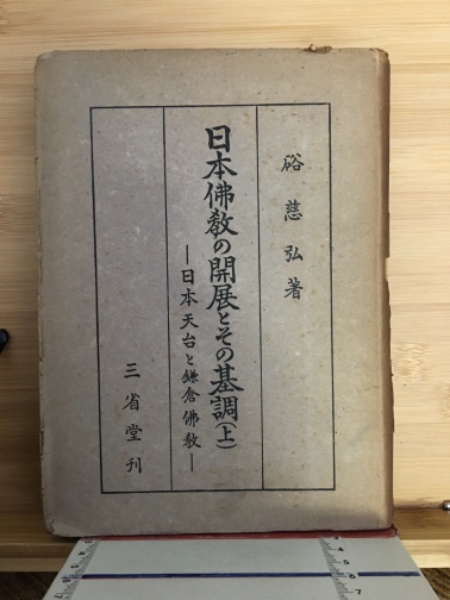 硲慈弘著
日本佛教の開展とその基調(上)
―日本天台と鎌倉佛教―
三省堂刊